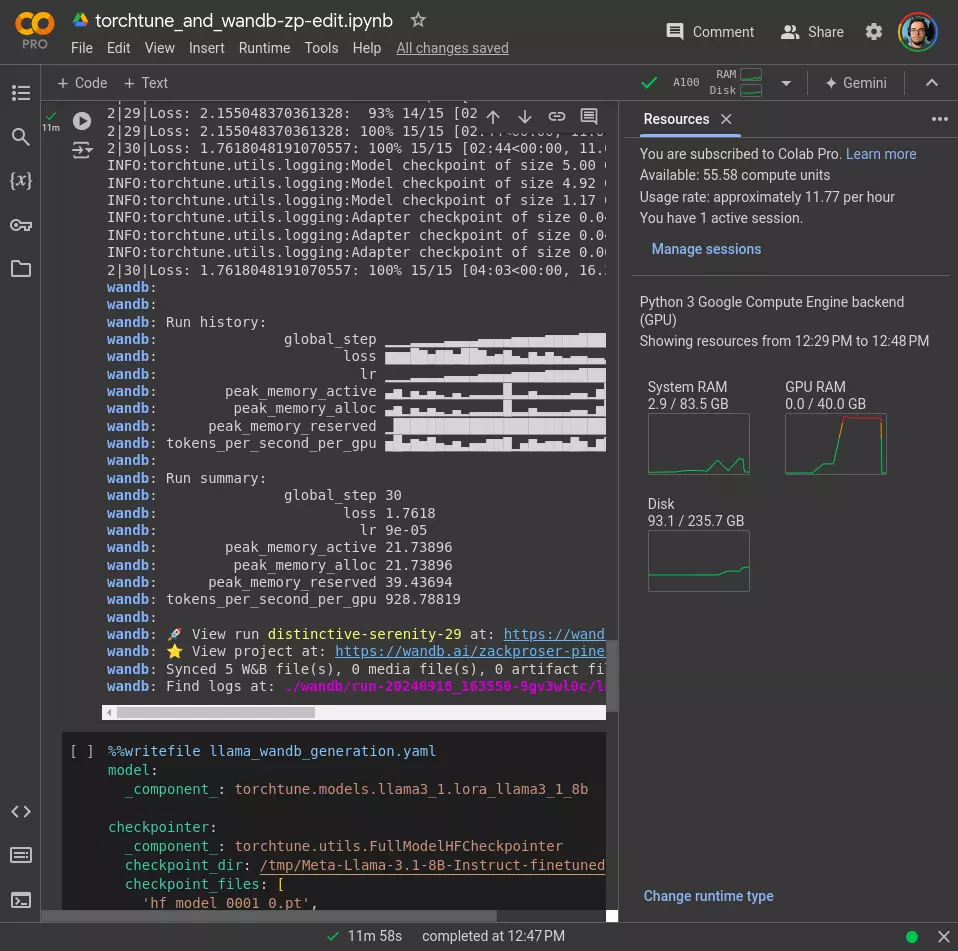 torchtune_and_wandb-zp-edit.ipynb
PRO
File Edit View Insert Runtime Tools Help All changes saved
Comment Share
+ Code + Text
A100 RAM Disk Gemini
11m
2|29|Loss: 2.155048370361328: 93% 14/15 [02
2|29|Loss: 2.155048370361328: 100% 15/15 [02:44<00:00, 11.0
2|30|Loss: 1.7618048191070557: 100% 15/15 [02:44<00:00, 11.
INFO:torchtune.utils.logging:Model checkpoint of size 5.00
INFO:torchtune.utils.logging:Model checkpoint of size 4.92
INFO:torchtune.utils.logging:Model checkpoint of size 1.17
INFO:torchtune.utils.logging:Adapter checkpoint of size 0.0
INFO:torchtune.utils.logging:Adapter checkpoint of size 0.0
INFO:torchtune.utils.logging:Adapter checkpoint of size 0.0
2|30|Loss: 1.7618048191070557: 100% 15/15 [04:03<00:00, 16.
wandb:
wandb:
wandb: Run history:
wandb: global_step
wandb: loss
wandb: lr
wandb: peak_memory_active
wandb: peak_memory_alloc
wandb: peak_memory_reserved
wandb: tokens_per_second_per_gpu
wandb:
wandb: Run summary:
wandb: global_step 30
wandb: loss 1.7618
wandb: lr 9e-05
wandb: peak_memory_active 21.73896
wandb: peak_memory_alloc 21.73896
wandb: peak_memory_reserved 39.43694
wandb: tokens_per_second_per_gpu 928.78819
wandb:
wandb: 🚀 View run distinctive-serenity-29 at: https://wand
wandb: ⭐ View project at: https://wandb.ai/zackproser-pine
wandb: Synced 5 W&B file(s), 0 media file(s), 0 artifact fi
wandb: Find logs at: ./wandb/run-20240918_163550-9gv3wl0c/l
[ ] %%writefile llama_wandb_generation.yaml
model:
_component_: torchtune.models.llama3_1.lora_llama3_1_8b
checkpointer:
_component_: torchtune.utils.FullModelHFCheckpointer
checkpoint_dir: /tmp/Meta-Llama-3.1-8B-Instruct-finetuned
checkpoint_files: [
'hf_model_0001_0.pt',
Resources
You are subscribed to Colab Pro. Learn more
Available: 55.58 compute units
Usage rate: approximately 11.77 per hour
You have 1 active session.
Manage sessions
Python 3 Google Compute Engine backend
(GPU)
Showing resources from 12:29 PM to 12:48 PM
System RAM
2.9 / 83.5 GB
GPU RAM
0.0 / 40.0 GB
Disk
93.1 / 235.7 GB
Change runtime type
11m 58s completed at 12:47 PM